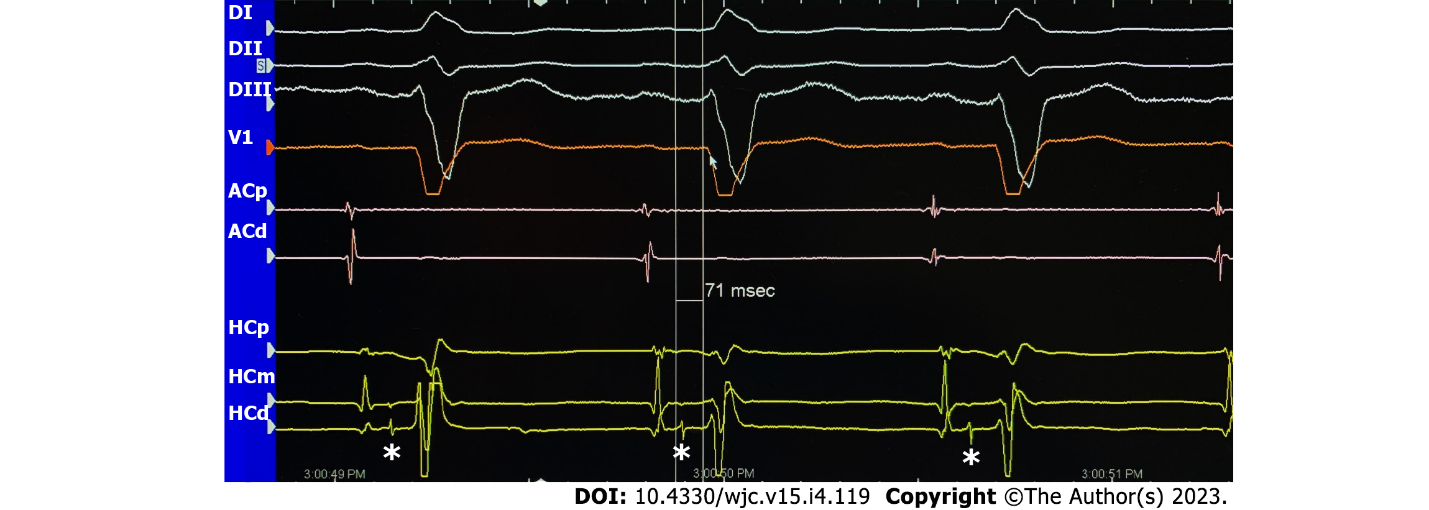 DI
DII
S
DIII
V1
ACp
ACd
71 msec
HCp
HCm
HCd
* * *
3:00:49 PM 3:00:50 PM 3:00:51 PM
DOI: 10.4330/wjc.v15.i4.119 Copyright ©The Author(s) 2023.